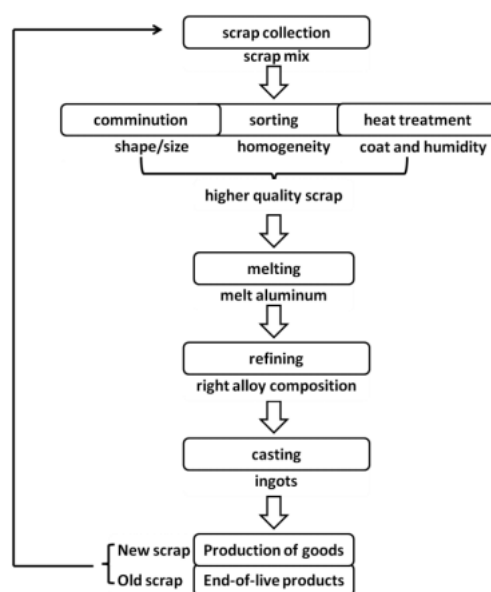 scrap collection
scrap mix
comminution sorting heat treatment
shape/size homogeneity coat and humidity
higher quality scrap
melting
melt aluminum
refining
right alloy composition
casting
ingots
New scrap Production of goods
Old scrap End-of-live products